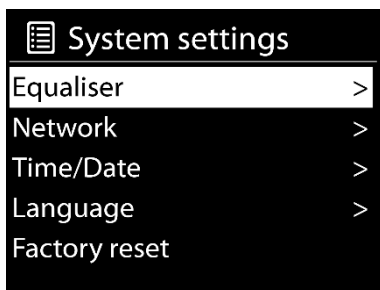 System settings
Equaliser >
Network >
Time/Date >
Language >
Factory reset